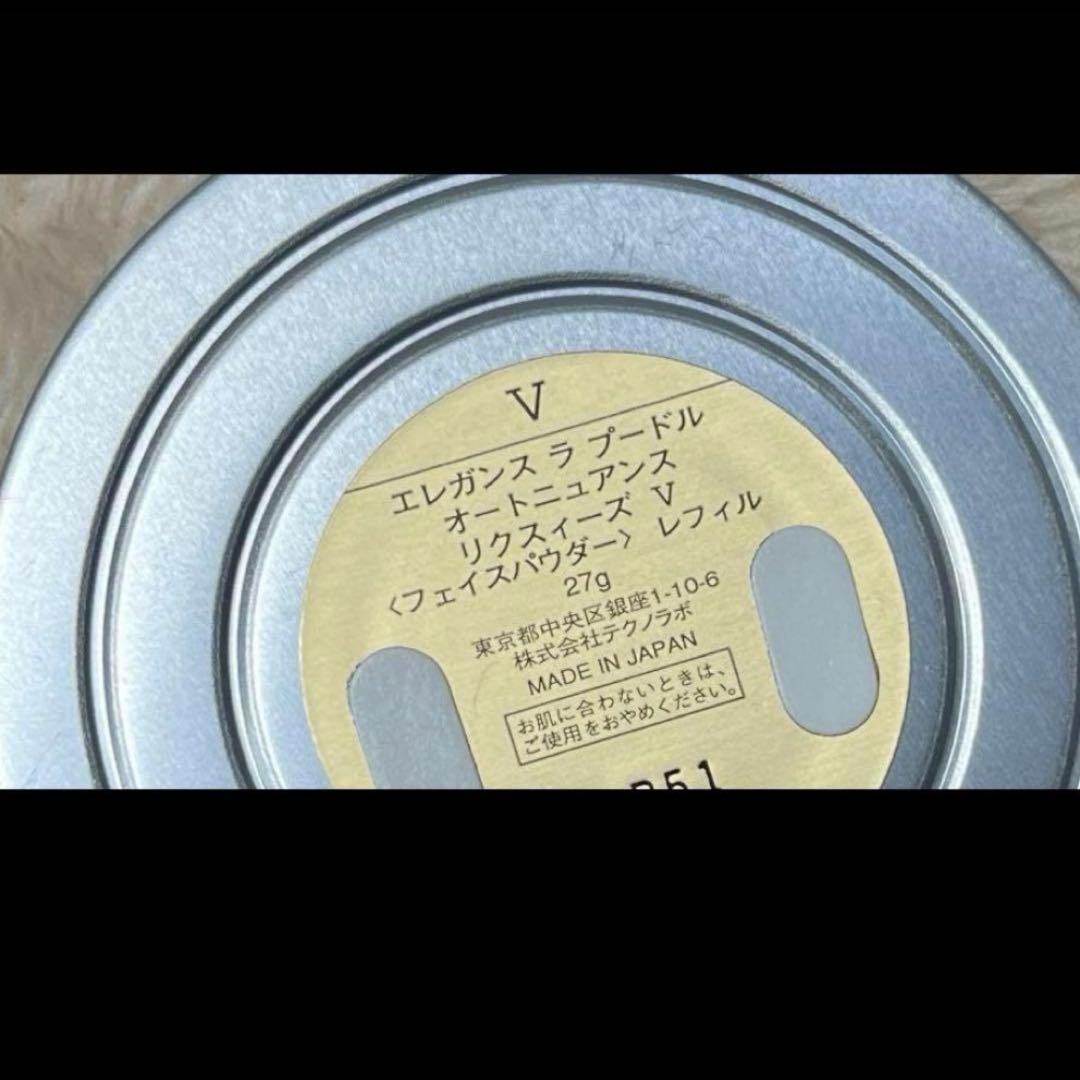 V
エレガンス ラ プードル
オートニュアンス
リクスィーズ V
〈フェイスパウダー〉 レフィル
27g
東京都中央区銀座1-10-6
株式会社テクノラボ
MADE IN JAPAN
お肌に合わないときは、
ご使用をおやめください。